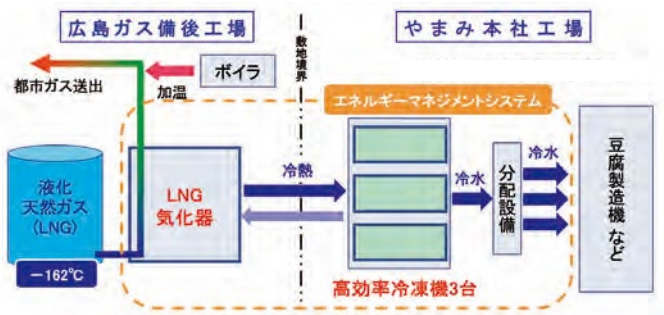 広島ガス備後工場
敷地境界
やまみ本社工場
都市ガス送出
加温
ボイラ
エネルギーマネジメントシステム
液化
天然ガス
(LNG)
－162℃
LNG
気化器
冷熱
高効率冷凍機3台
冷水
分配設備
冷水
豆腐製造機 など